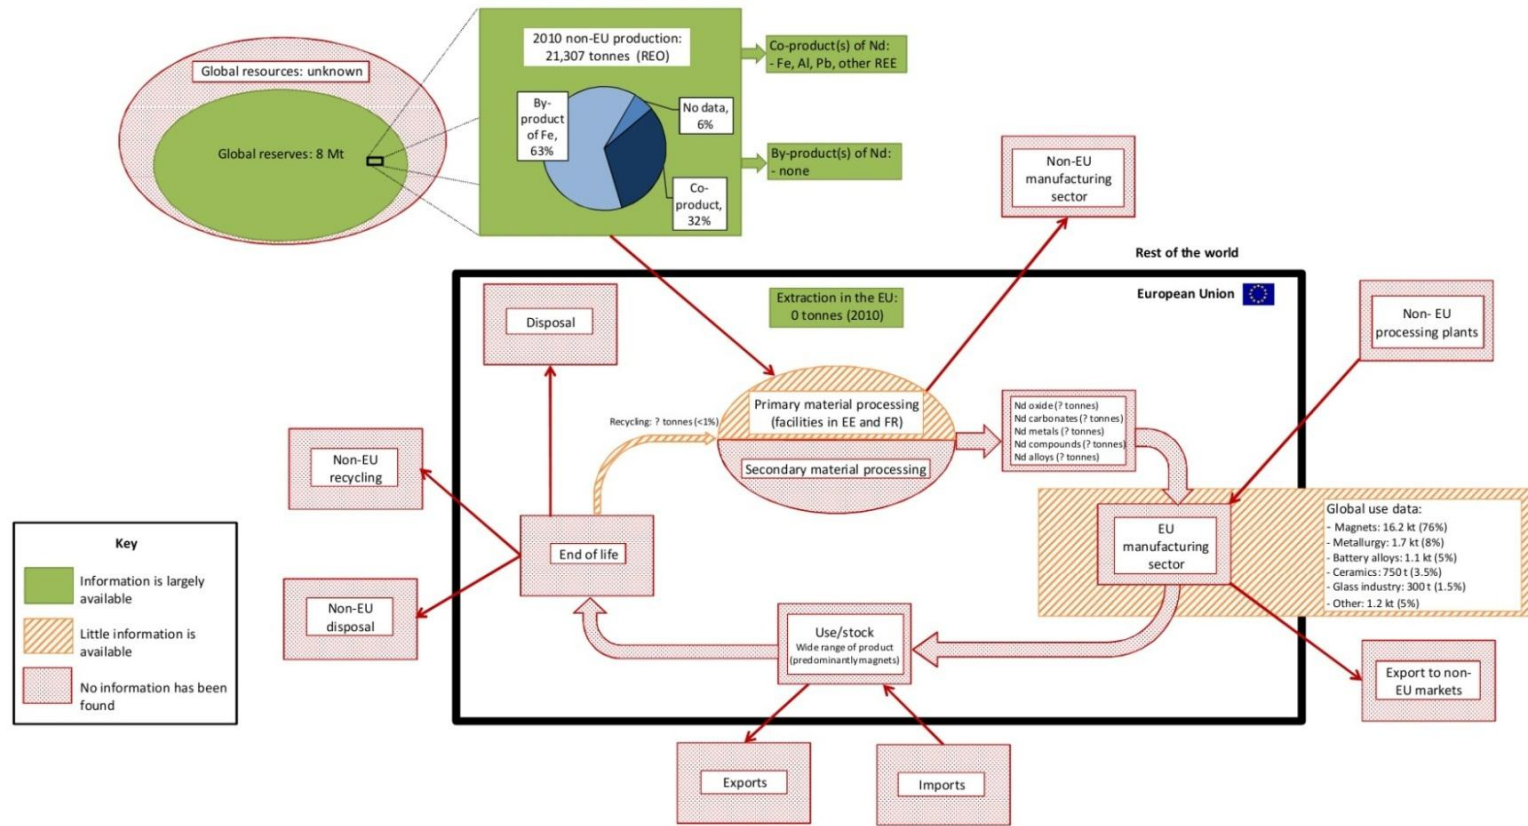 Global resources: unknown
Global reserves: 8 Mt
2010 non-EU production:
21,307 tonnes  (REO)
By-
product
of Fe,
63%
No data,
6%
Co-
product,
32%
Co-product(s) of Nd:
- Fe, Al, Pb, other REE
By-product(s) of Nd:
- none
Non-EU
manufacturing
sector
Rest of the world
European Union
Extraction in the EU:
0 tonnes (2010)
Non- EU
processing plants
Disposal
Primary material processing
(facilities in EE and FR)
Secondary material processing
Recycling: ? tonnes (<1%)
Nd oxide (? tonnes)
Nd carbonates (? tonnes)
Nd metals (? tonnes)
Nd compounds (? tonnes)
Nd alloys (? tonnes)
Non-EU
recycling
End of life
Non-EU
disposal
EU
manufacturing
sector
Global use data:
- Magnets: 16.2 kt (76%)
- Metallurgy: 1.7 kt (8%)
- Battery alloys: 1.1 kt (5%)
- Ceramics: 750 t (3.5%)
- Glass industry: 300 t (1.5%)
- Other: 1.2 kt (5%)
Use/stock
Wide range of product
(predominantly magnets)
Export to non-
EU markets
Exports
Imports
Key
Information is largely
available
Little information is
available
No information has been
found